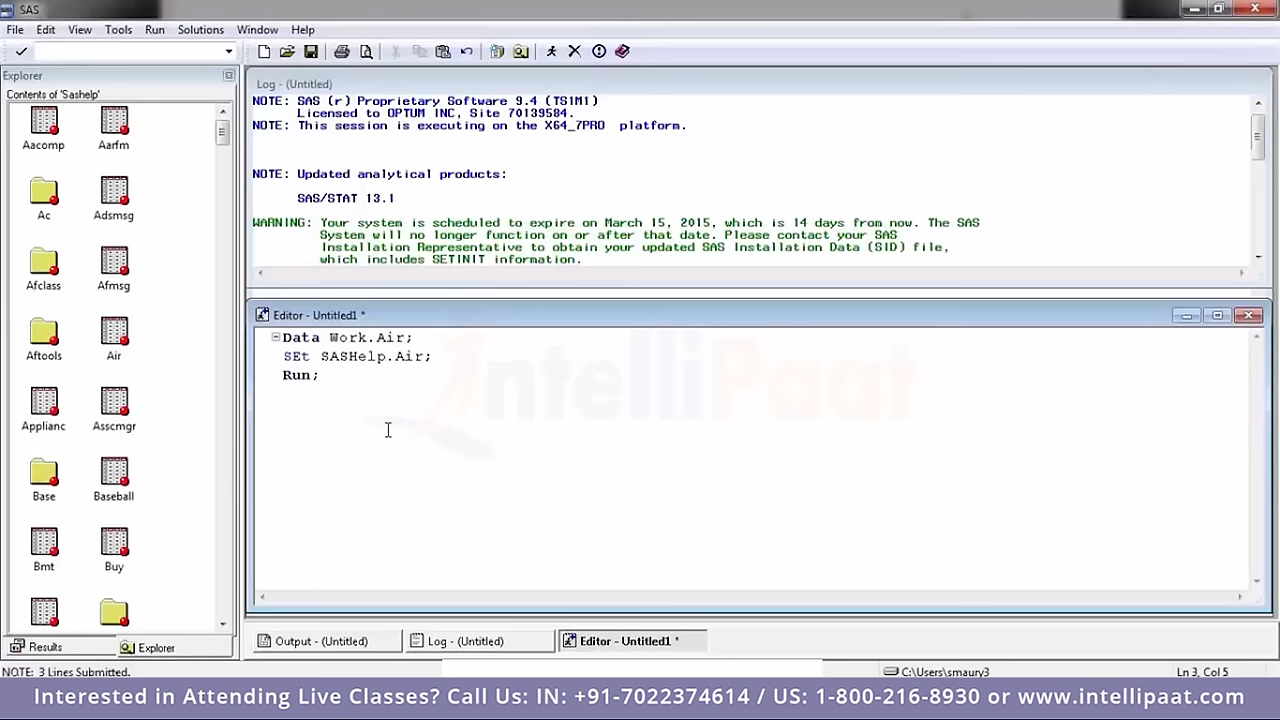 SAS
File Edit View Tools Run Solutions Window Help
Explorer
Contents of 'Sashelp'
Aacomp Aarfm
Ac Adsmsg
Afclass Afmsg
Aftools Air
Applianc Asscmgr
Base Baseball
Bmt Buy
Results Explorer
Log - (Untitled)
NOTE: SAS (r) Proprietary Software 9.4 (TS1M1)
Licensed to OPTUM INC, Site 70139584.
NOTE: This session is executing on the X64_7PRO platform.
NOTE: Updated analytical products:
SAS/STAT 13.1
WARNING: Your system is scheduled to expire on March 15, 2015, which is 14 days from now. The SAS
System will no longer function on or after that date. Please contact your SAS
Installation Representative to obtain your updated SAS Installation Data (SID) file,
which includes SETINIT information.
Editor - Untitled1 *
Data Work.Air;
SEt SASHelp.Air;
Run;
IntelliPaat
Output - (Untitled) Log - (Untitled) Editor - Untitled1 *
NOTE: 3 Lines Submitted. C:\Users\smaury3 Ln 3, Col 5
Interested in Attending Live Classes? Call Us: IN: +91-7022374614 / US: 1-800-216-8930 or www.intellipaat.com